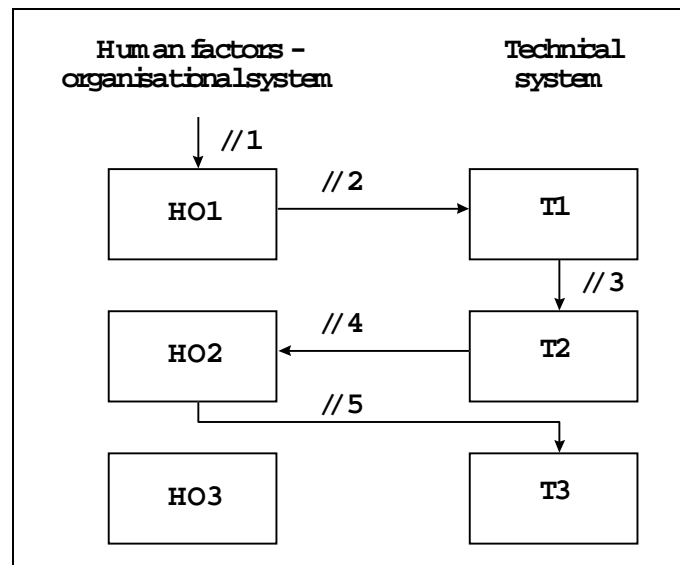 Human factors –
organisational system
Technical
system
//1
//2
HO1
T1
//3
//4
HO2
T2
//5
HO3
T3